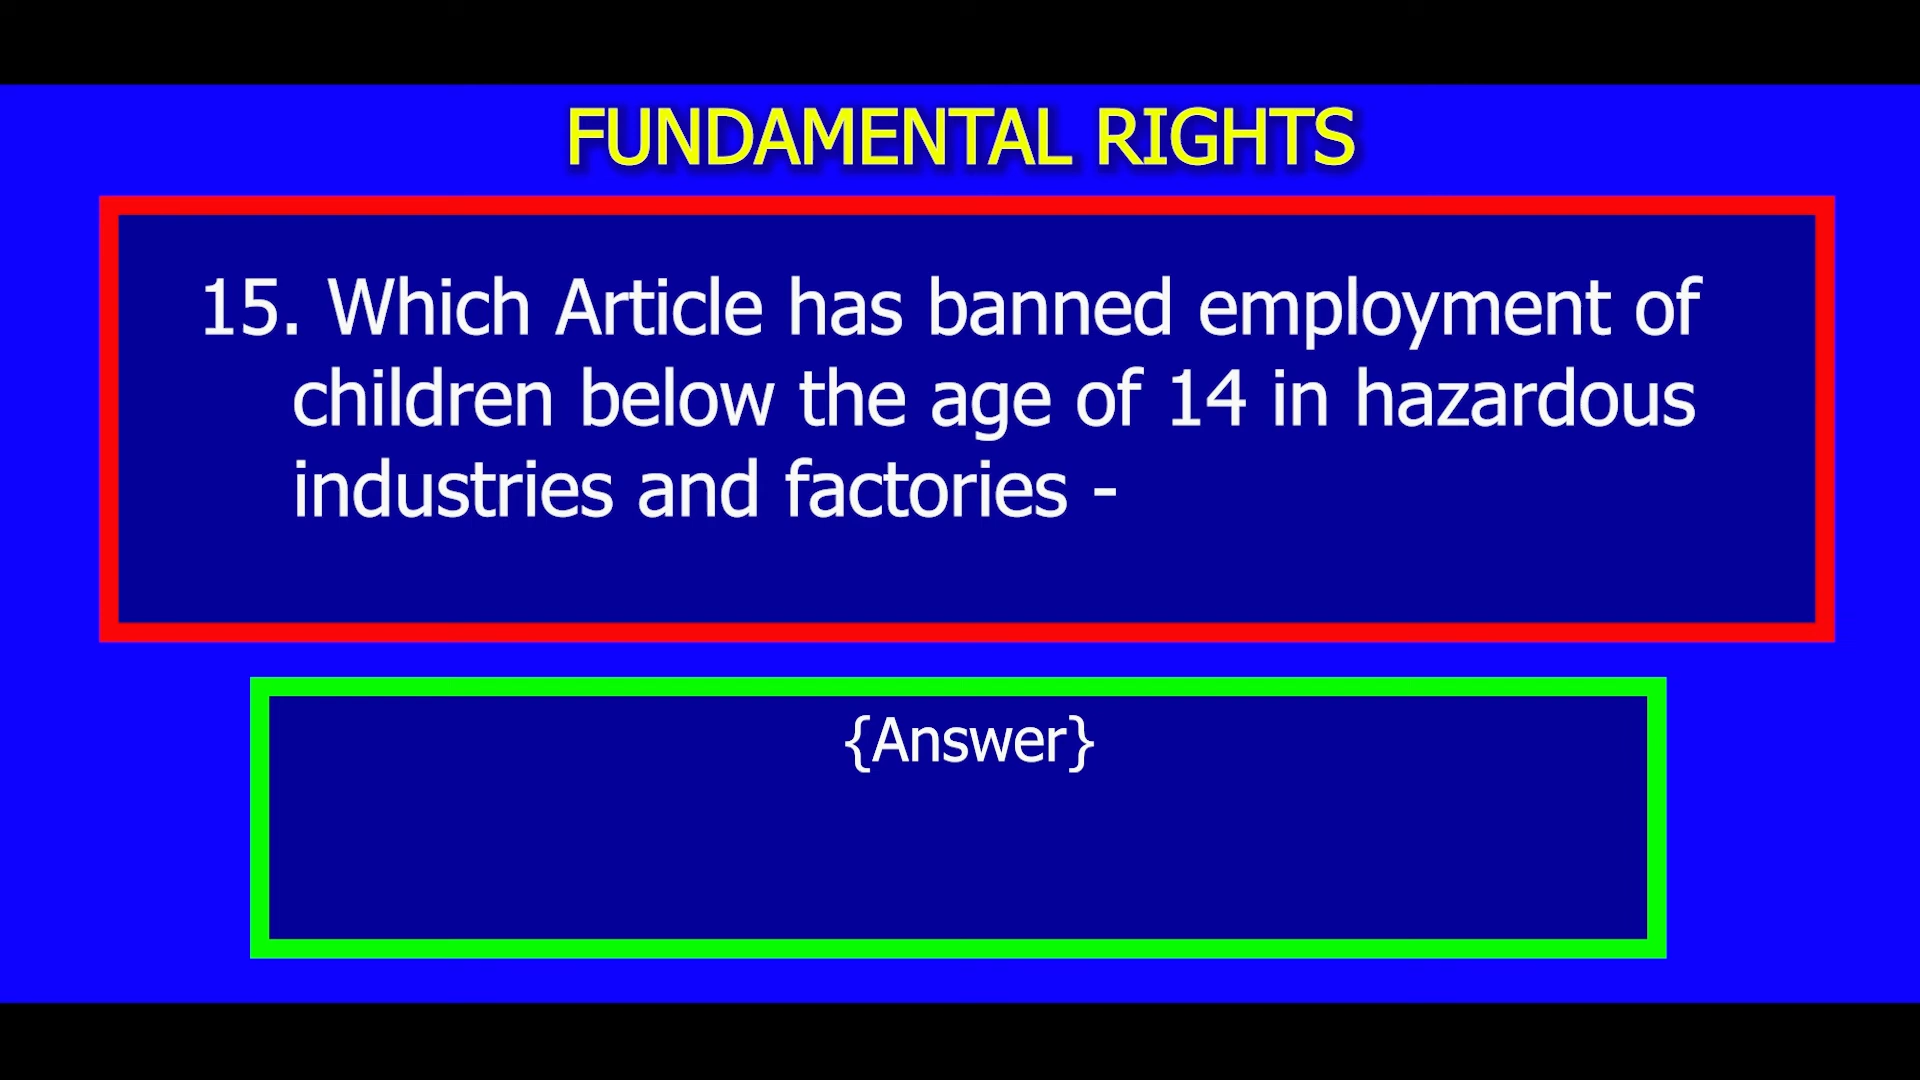 FUNDAMENTAL RIGHTS
15. Which Article has banned employment of
children below the age of 14 in hazardous
industries and factories -
{Answer}